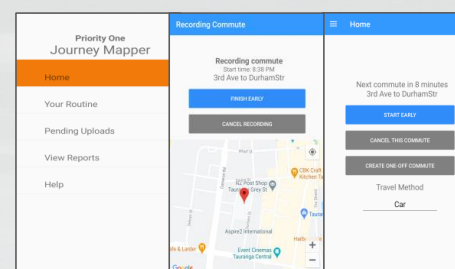 Priority One
Journey Mapper
Home
Your Routine
Pending Uploads
View Reports
Help
Recording Commute
Recording commute
Start time: 8:38 PM
3rd Ave to DurhamStr
FINISH EARLY
CANCEL RECORDING
NZ Post Shop
Tauranga Grey St
CBK Craft
Kitchen
Aspire2 International
Event Cinemas
Tauranga Central
Google
+
−
Home
Next commute in 8 minutes
3rd Ave to DurhamStr
START EARLY
CANCEL THIS COMMUTE
CREATE ONE-OFF COMMUTE
Travel Method
Car